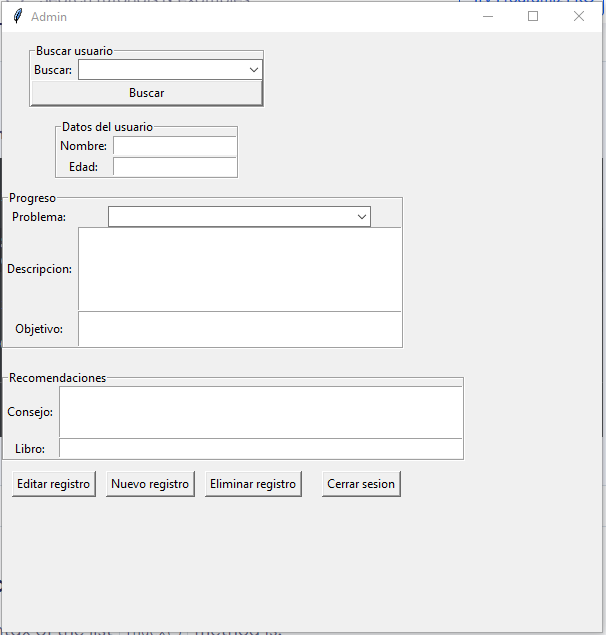 Admin
Buscar usuario
Buscar:
Buscar
Datos del usuario
Nombre:
Edad:
Progreso
Problema:
Descripcion:
Objetivo:
Recomendaciones
Consejo:
Libro:
Editar registro Nuevo registro Eliminar registro Cerrar sesion